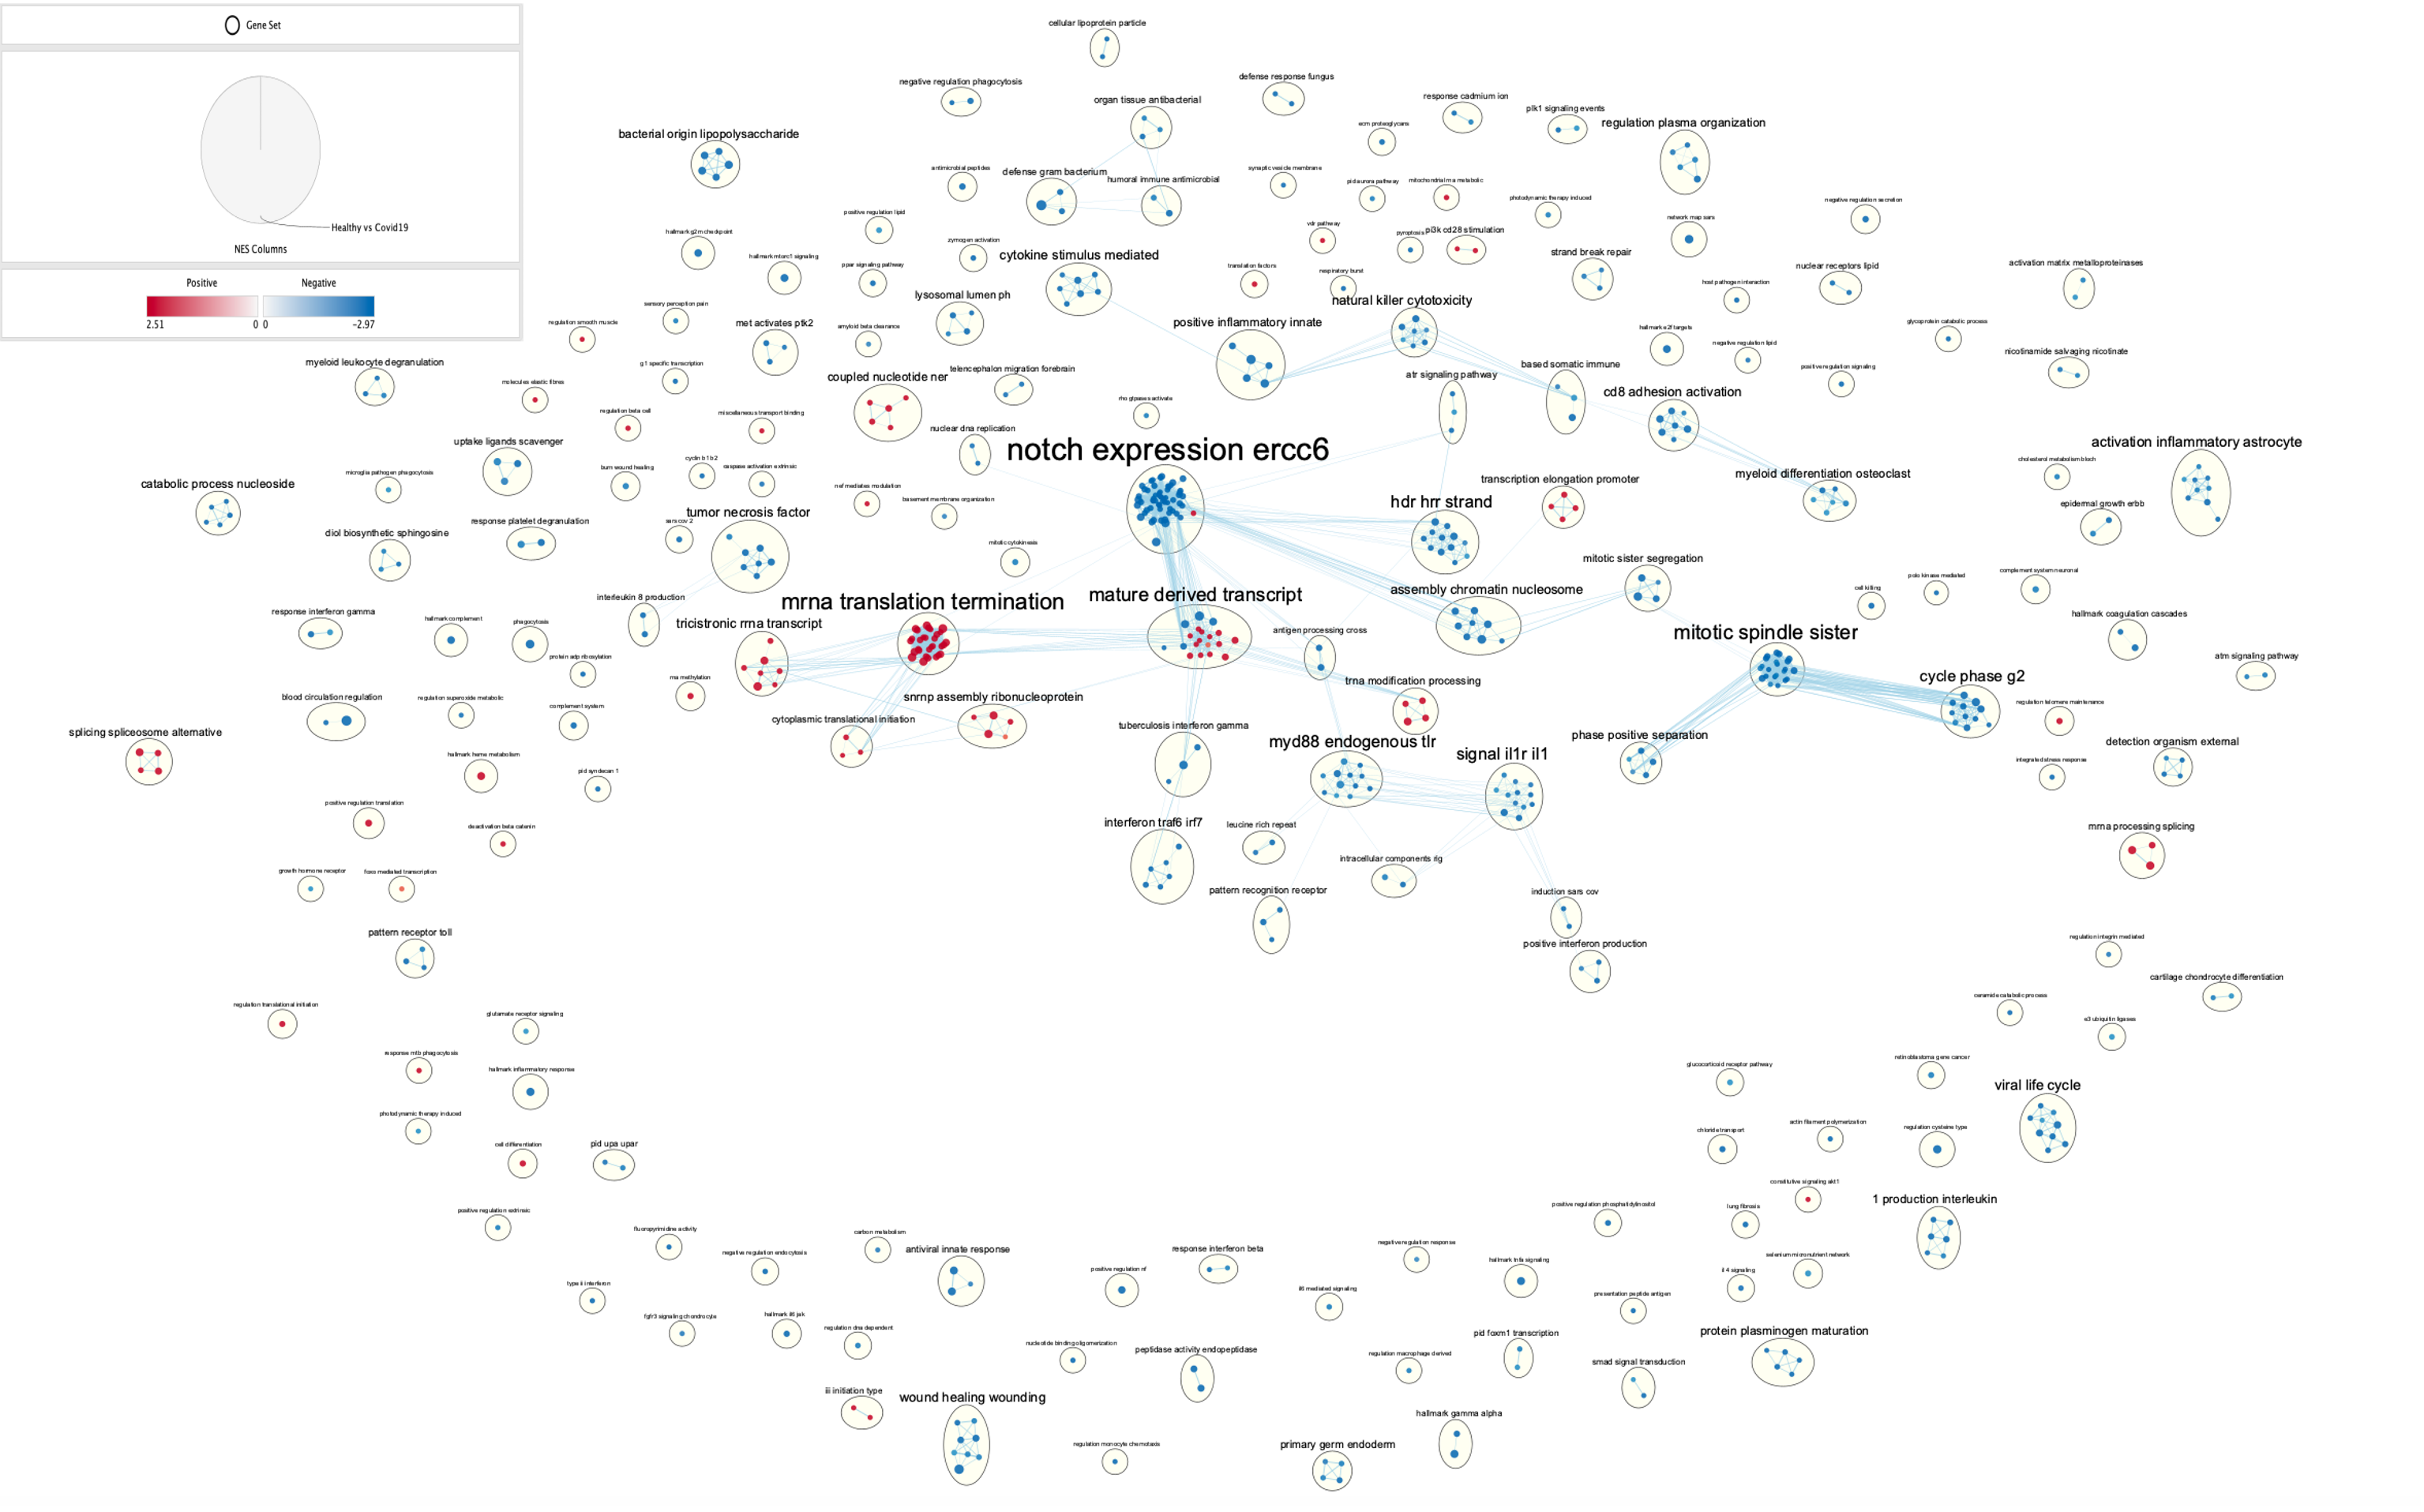 Gene Set
Healthy vs Covid19
NES Columns
Positive
Negative
2.51
0 0
−2.97
cellular lipoprotein particle
negative regulation phagocytosis
defense response fungus
organ tissue antibacterial
response cadmium ion
plk1 signaling events
regulation plasma organization
bacterial origin lipopolysaccharide
ecm proteoglycans
antimicrobial peptides
defense gram bacterium
humoral immune antimicrobial
synaptic vesicle membrane
pid aurora pathway
mitochondrial rna metabolic
photodynamic therapy induced
negative regulation secretion
positive regulation lipid
network map sars
hallmark g2m checkpoint
zymogen activation
vdr pathway
pyroptosis
pi3k cd28 stimulation
strand break repair
cytokine stimulus mediated
hallmark mtorc1 signaling
ppar signaling pathway
translation factors
respiratory burst
nuclear receptors lipid
activation matrix metalloproteinases
host pathogen interaction
sensory perception pain
lysosomal lumen ph
natural killer cytotoxicity
regulation smooth muscle
met activates ptk2
amyloid beta clearance
positive inflammatory innate
hallmark e2f targets
glycoprotein catabolic process
negative regulation lipid
nicotinamide salvaging nicotinate
myeloid leukocyte degranulation
g1 specific transcription
coupled nucleotide ner
telencephalon migration forebrain
atr signaling pathway
based somatic immune
positive regulation signaling
molecules elastic fibres
cd8 adhesion activation
rho gtpases activate
regulation beta cell
miscellaneous transport binding
nuclear dna replication
uptake ligands scavenger
notch expression ercc6
activation inflammatory astrocyte
cyclin b1 b2
caspase activation extrinsic
burn wound healing
microglia pathogen phagocytosis
cholesterol metabolism bloch
myeloid differentiation osteoclast
catabolic process nucleoside
transcription elongation promoter
nef mediates modulation
basement membrane organization
hdr hrr strand
epidermal growth erbb
tumor necrosis factor
sars cov 2
response platelet degranulation
diol biosynthetic sphingosine
mitotic cytokinesis
mitotic sister segregation
polo kinase mediated
complement system neuronal
cell killing
assembly chromatin nucleosome
interleukin 8 production
mrna translation termination
mature derived transcript
response interferon gamma
hallmark complement
phagocytosis
hallmark coagulation cascades
tricistronic rrna transcript
antigen processing cross
mitotic spindle sister
protein adp ribosylation
atm signaling pathway
rna methylation
trna modification processing
cycle phase g2
blood circulation regulation
regulation superoxide metabolic
complement system
snrnp assembly ribonucleoprotein
regulation telomere maintenance
cytoplasmic translational initiation
tuberculosis interferon gamma
splicing spliceosome alternative
phase positive separation
myd88 endogenous tlr
signal il1r il1
detection organism external
hallmark heme metabolism
integrated stress response
pid syndecan 1
positive regulation translation
deactivation beta catenin
interferon traf6 irf7
leucine rich repeat
mrna processing splicing
intracellular components rig
growth hormone receptor
foxo mediated transcription
pattern recognition receptor
induction sars cov
pattern receptor toll
positive interferon production
regulation integrin mediated
cartilage chondrocyte differentiation
regulation translational initiation
ceramide catabolic process
glutamate receptor signaling
e3 ubiquitin ligases
response mtb phagocytosis
hallmark inflammatory response
glucocorticoid receptor pathway
retinoblastoma gene cancer
viral life cycle
photodynamic therapy induced
cell differentiation
pid upa upar
chloride transport
actin filament polymerization
regulation cysteine type
constitutive signaling akt1
positive regulation extrinsic
positive regulation phosphatidylinositol
lung fibrosis
1 production interleukin
fluoropyrimidine activity
carbon metabolism
negative regulation endocytosis
antiviral innate response
response interferon beta
negative regulation response
hallmark tnfa signaling
selenium micronutrient network
positive regulation nf
il4 signaling
type ii interferon
il6 mediated signaling
presentation peptide antigen
fgfr3 signaling chondrocyte
hallmark il6 jak
regulation dna dependent
nucleotide binding oligomerization
peptidase activity endopeptidase
pid foxm1 transcription
protein plasminogen maturation
regulation macrophage derived
smad signal transduction
iii initiation type
wound healing wounding
hallmark gamma alpha
regulation monocyte chemotaxis
primary germ endoderm